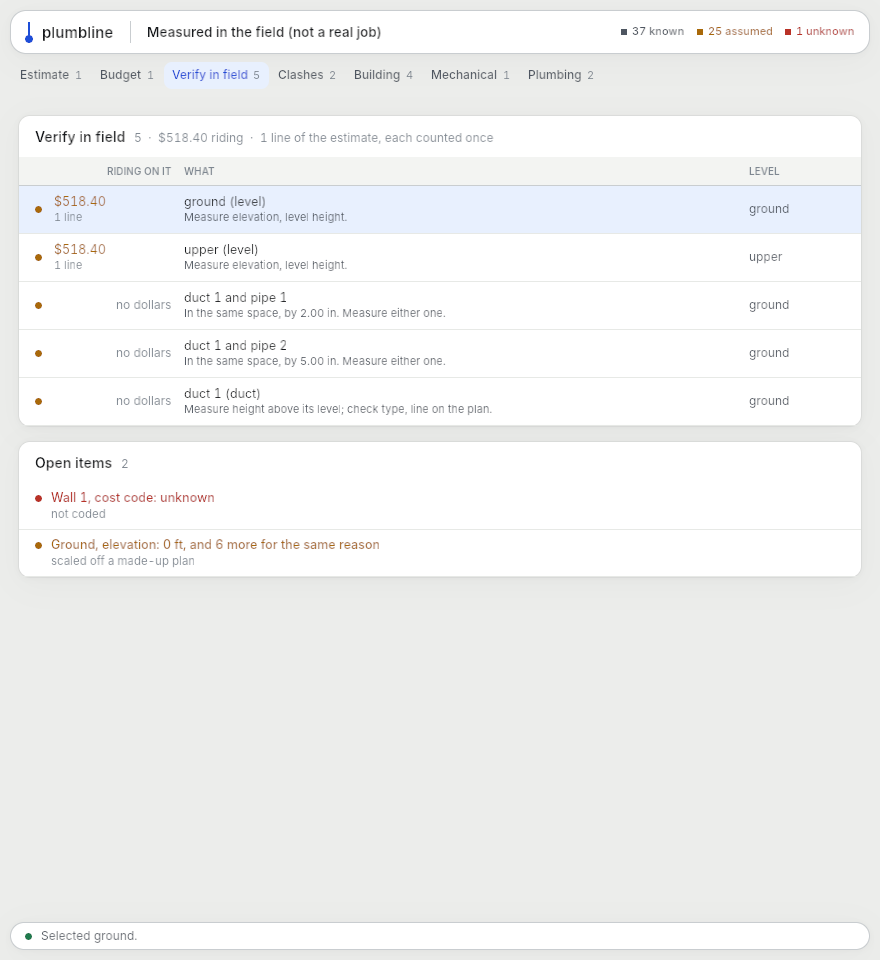 plumbline
Measured in the field (not a real job)
37 known 25 assumed 1 unknown
Estimate 1 Budget 1 Verify in field 5 Clashes 2 Building 4 Mechanical 1 Plumbing 2
Verify in field 5 · $518.40 riding · 1 line of the estimate, each counted once
RIDING ON IT WHAT LEVEL
$518.40 ground (level) ground
1 line Measure elevation, level height.
$518.40 upper (level) upper
1 line Measure elevation, level height.
no dollars duct 1 and pipe 1 ground
In the same space, by 2.00 in. Measure either one.
no dollars duct 1 and pipe 2 ground
In the same space, by 5.00 in. Measure either one.
no dollars duct 1 (duct) ground
Measure height above its level; check type, line on the plan.
Open items 2
Wall 1, cost code: unknown
not coded
Ground, elevation: 0 ft, and 6 more for the same reason
scaled off a made-up plan
Selected ground.